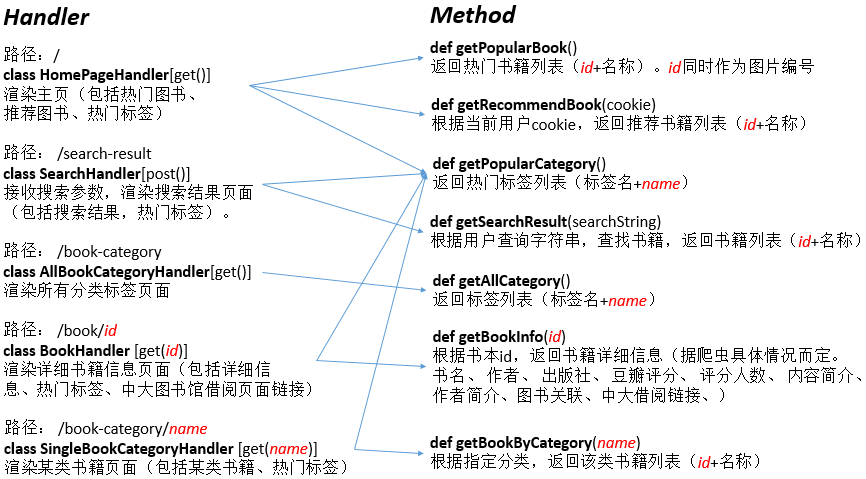 Handler
路径: /
class HomePageHandler[get()]
渲染主页（包括热门图书、
推荐图书、热门标签）
路径: /search-result
class SearchHandler[post()]
接收搜索参数，渲染搜索结果页面
（包括搜索结果，热门标签）。
路径: /book-category
class AllBookCategoryHandler[get()]
渲染所有分类标签页面
路径: /book/id
class BookHandler [get(id)]
渲染详细书籍信息页面（包括详细信
息、热门标签、中大图书馆借阅页面链接）
路径: /book-category/name
class SingleBookCategoryHandler [get(name)]
渲染某类书籍页面（包括某类书籍、热门标签）
Method
def getPopularBook()
返回热门书籍列表（id+名称）。id同时作为图片编号
def getRecommendBook(cookie)
根据当前用户cookie，返回推荐书籍列表（id+名称）
def getPopularCategory()
返回热门标签列表（标签名+name）
def getSearchResult(searchString)
根据用户查询字符串，查找书籍，返回书籍列表（id+名称）
def getAllCategory()
返回标签列表（标签名+name）
def getBookInfo(id)
根据书本id，返回书籍详细信息（据爬虫具体情况而定。
书名、作者、出版社、豆瓣评分、评分人数、内容简介、
作者简介、图书关联、中大借阅链接、）
def getBookByCategory(name)
根据指定分类，返回该类书籍列表（id+名称）